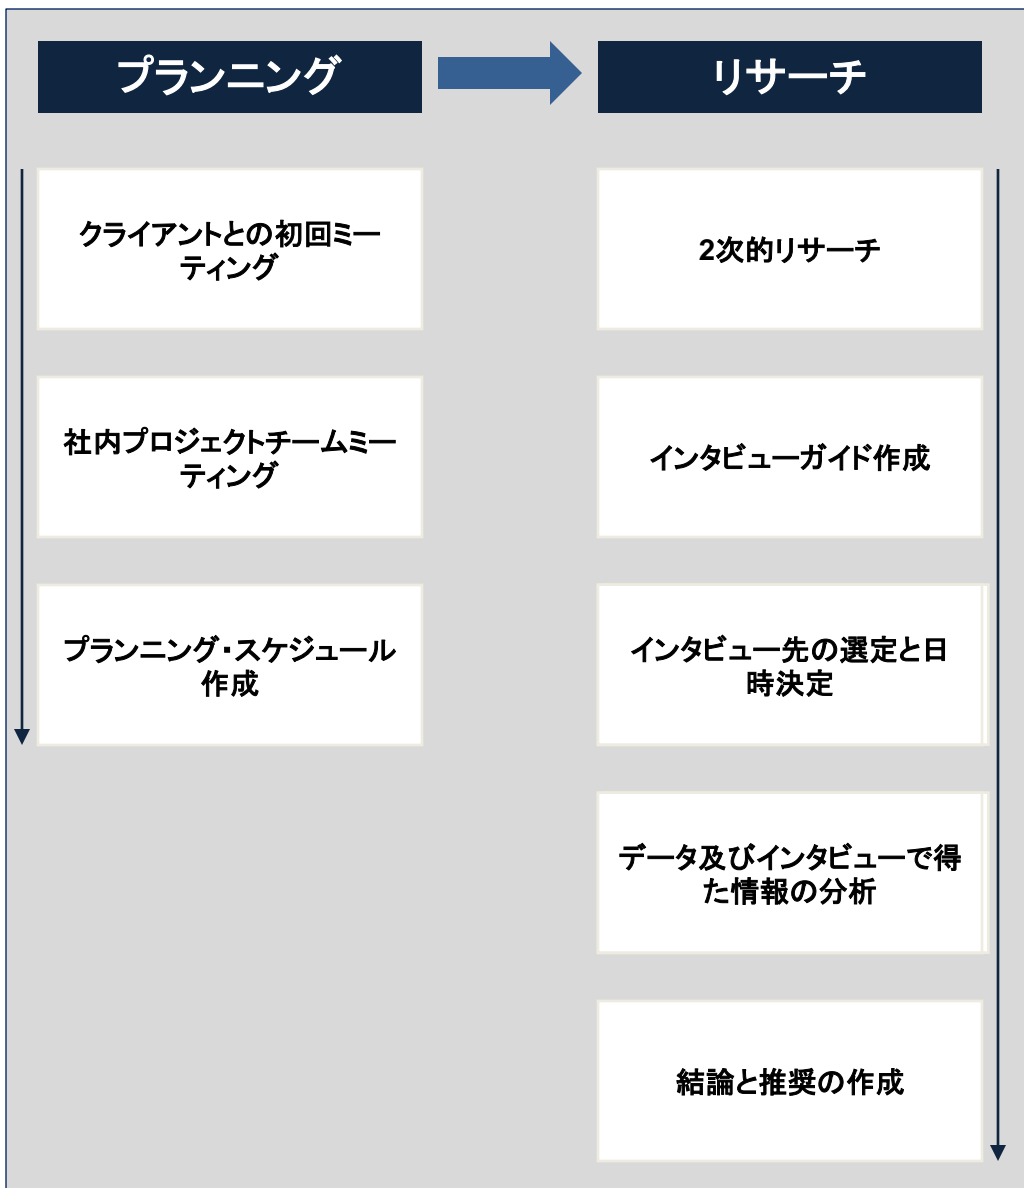 プランニング
リサーチ
クライアントとの初回ミー
ティング
社内プロジェクトチームミー
ティング
プランニング・スケジュール
作成
2次的リサーチ
インタビューガイド作成
インタビュー先の選定と日
時決定
データ及びインタビューで得
た情報の分析
結論と推奨の作成